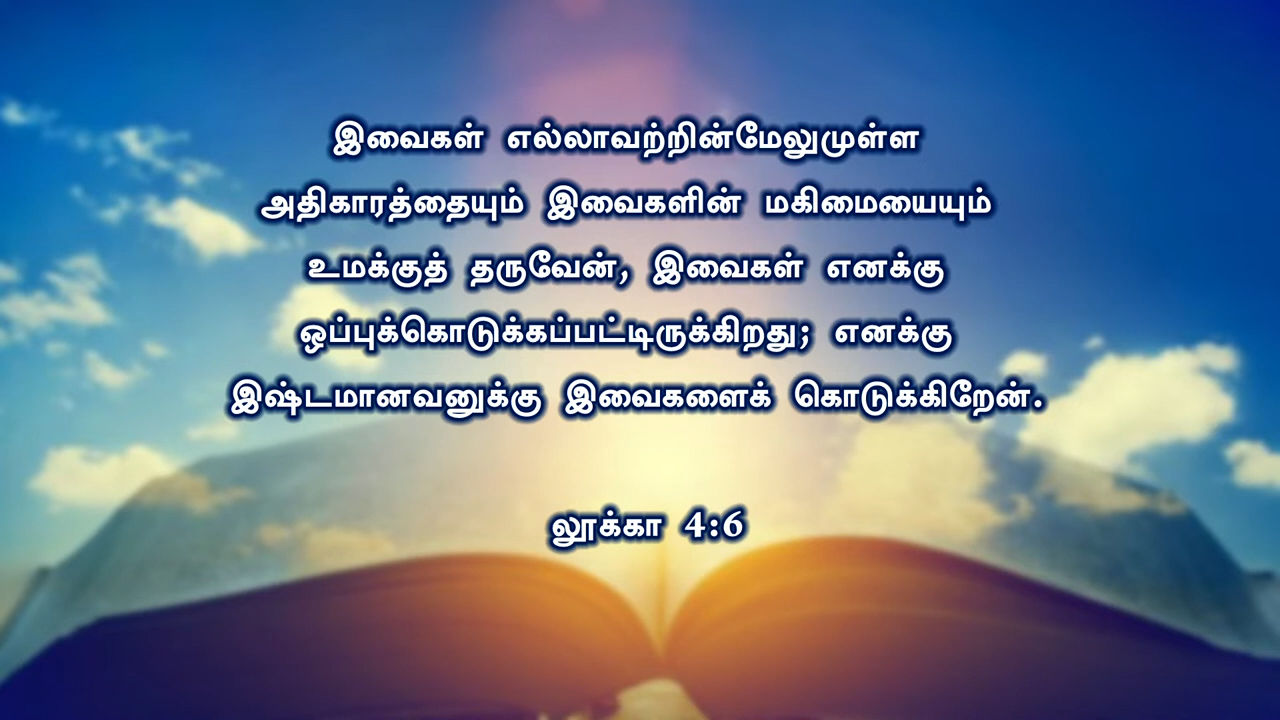 இவைகள் எல்லாவற்றின்மேலுமுள்ள
அதிகாரத்தையும் இவைகளின் மகிமையையும்
உமக்குத் தருவேன், இவைகள் எனக்கு
ஒப்புக்கொடுக்கப்பட்டிருக்கிறது; எனக்கு
இஷ்டமானவனுக்கு இவைகளைக் கொடுக்கிறேன்.
லூக்கா 4:6